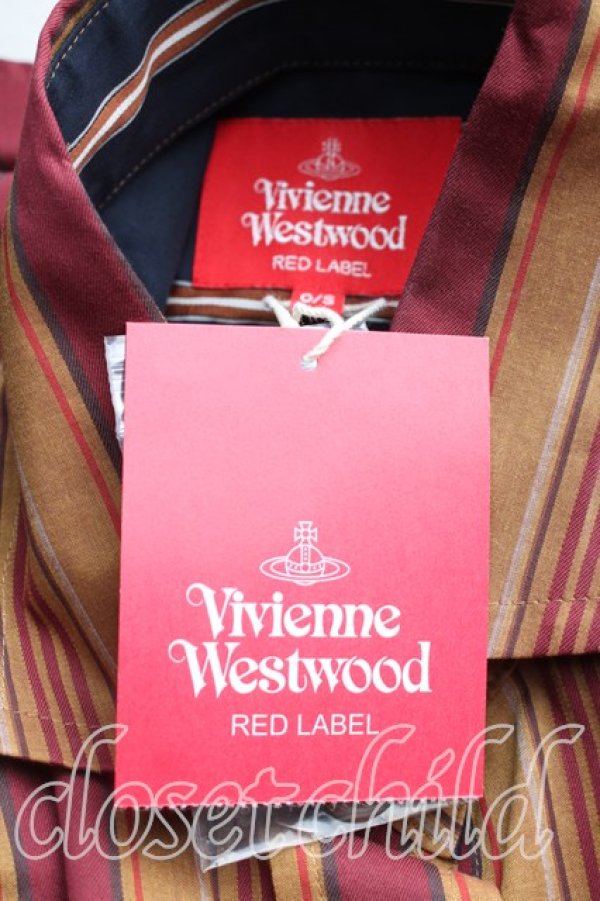 Vivienne
Westwood
RED LABEL
O/S
Vivienne
Westwood
RED LABEL
closetchild